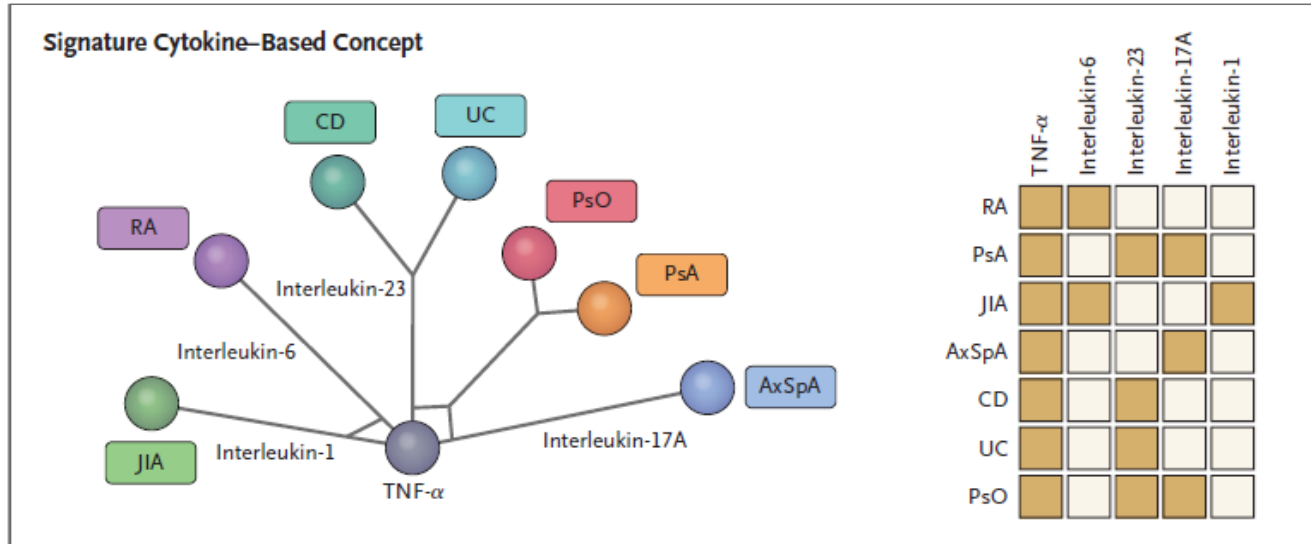 Signature Cytokine–Based Concept
CD
UC
PsO
RA
PsA
Interleukin-23
Interleukin-6
AxSpA
Interleukin-17A
Interleukin-1
JIA
TNF-α
TNF-α
Interleukin-6
Interleukin-23
Interleukin-17A
Interleukin-1
RA
PsA
JIA
AxSpA
CD
UC
PsO